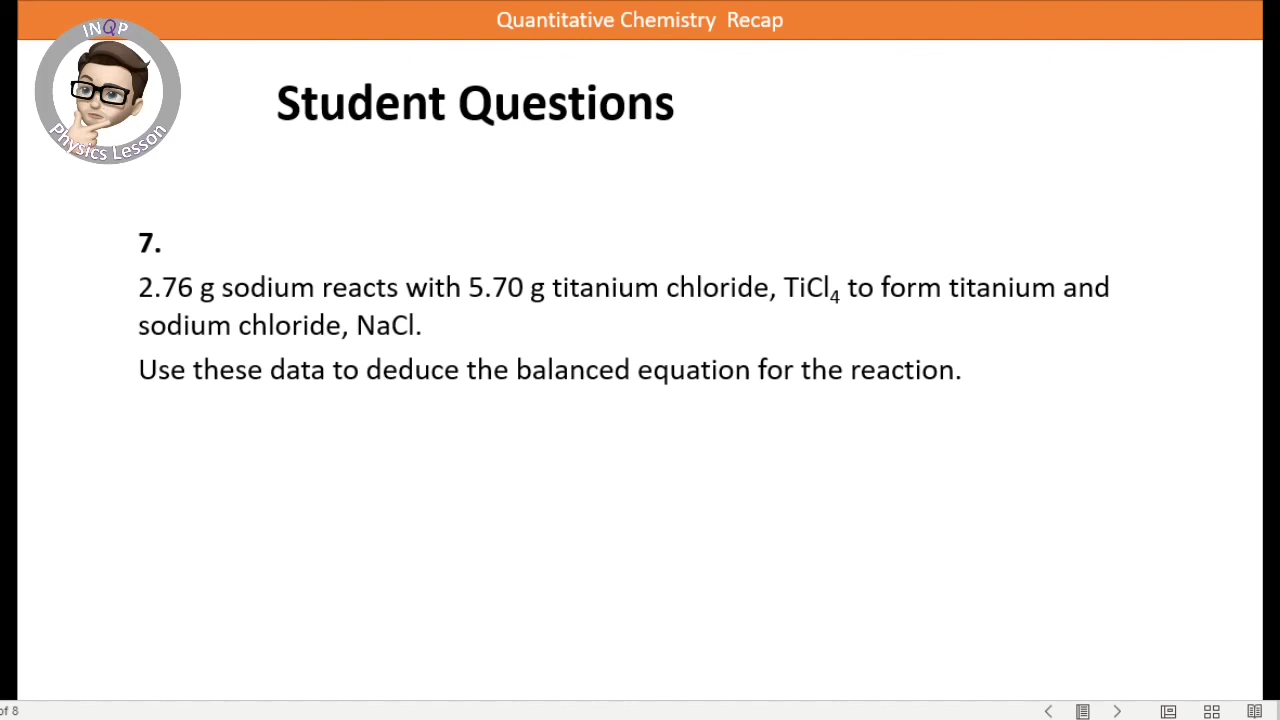 Quantitative Chemistry  Recap
INQP
Physics Lesson
Student Questions
7.
2.76 g sodium reacts with 5.70 g titanium chloride, TiCl₄ to form titanium and
sodium chloride, NaCl.
Use these data to deduce the balanced equation for the reaction.
of 8